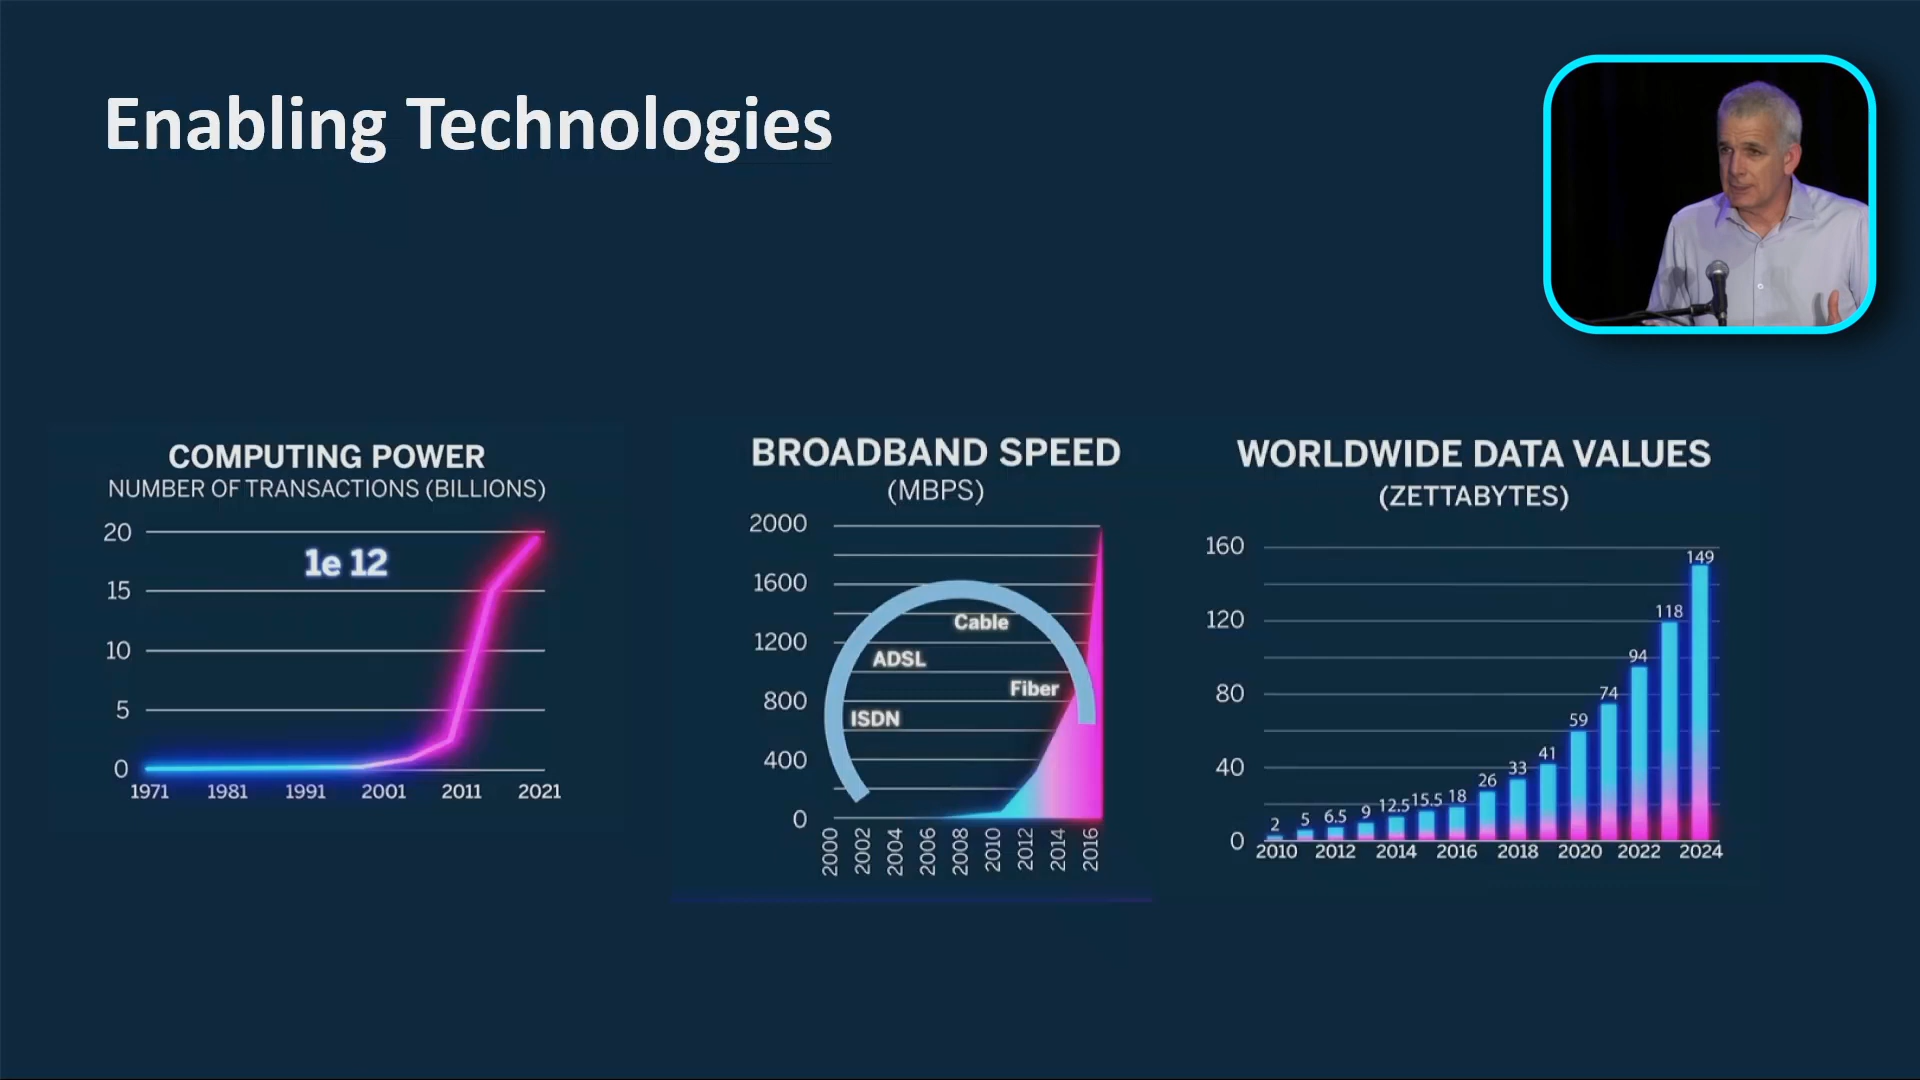 Enabling Technologies
COMPUTING POWER
NUMBER OF TRANSACTIONS (BILLIONS)
20
1e 12
15
10
5
0
1971 1981 1991 2001 2011 2021
BROADBAND SPEED
(MBPS)
2000
1600
Cable
1200
ADSL
Fiber
800
ISDN
400
0
2000 2002 2004 2006 2008 2010 2012 2014 2016
WORLDWIDE DATA VALUES
(ZETTABYTES)
160
149
120
118
94
80
74
59
40
41
33
26
18
15.5
12.5
9
6.5
5
2
0
2010 2012 2014 2016 2018 2020 2022 2024